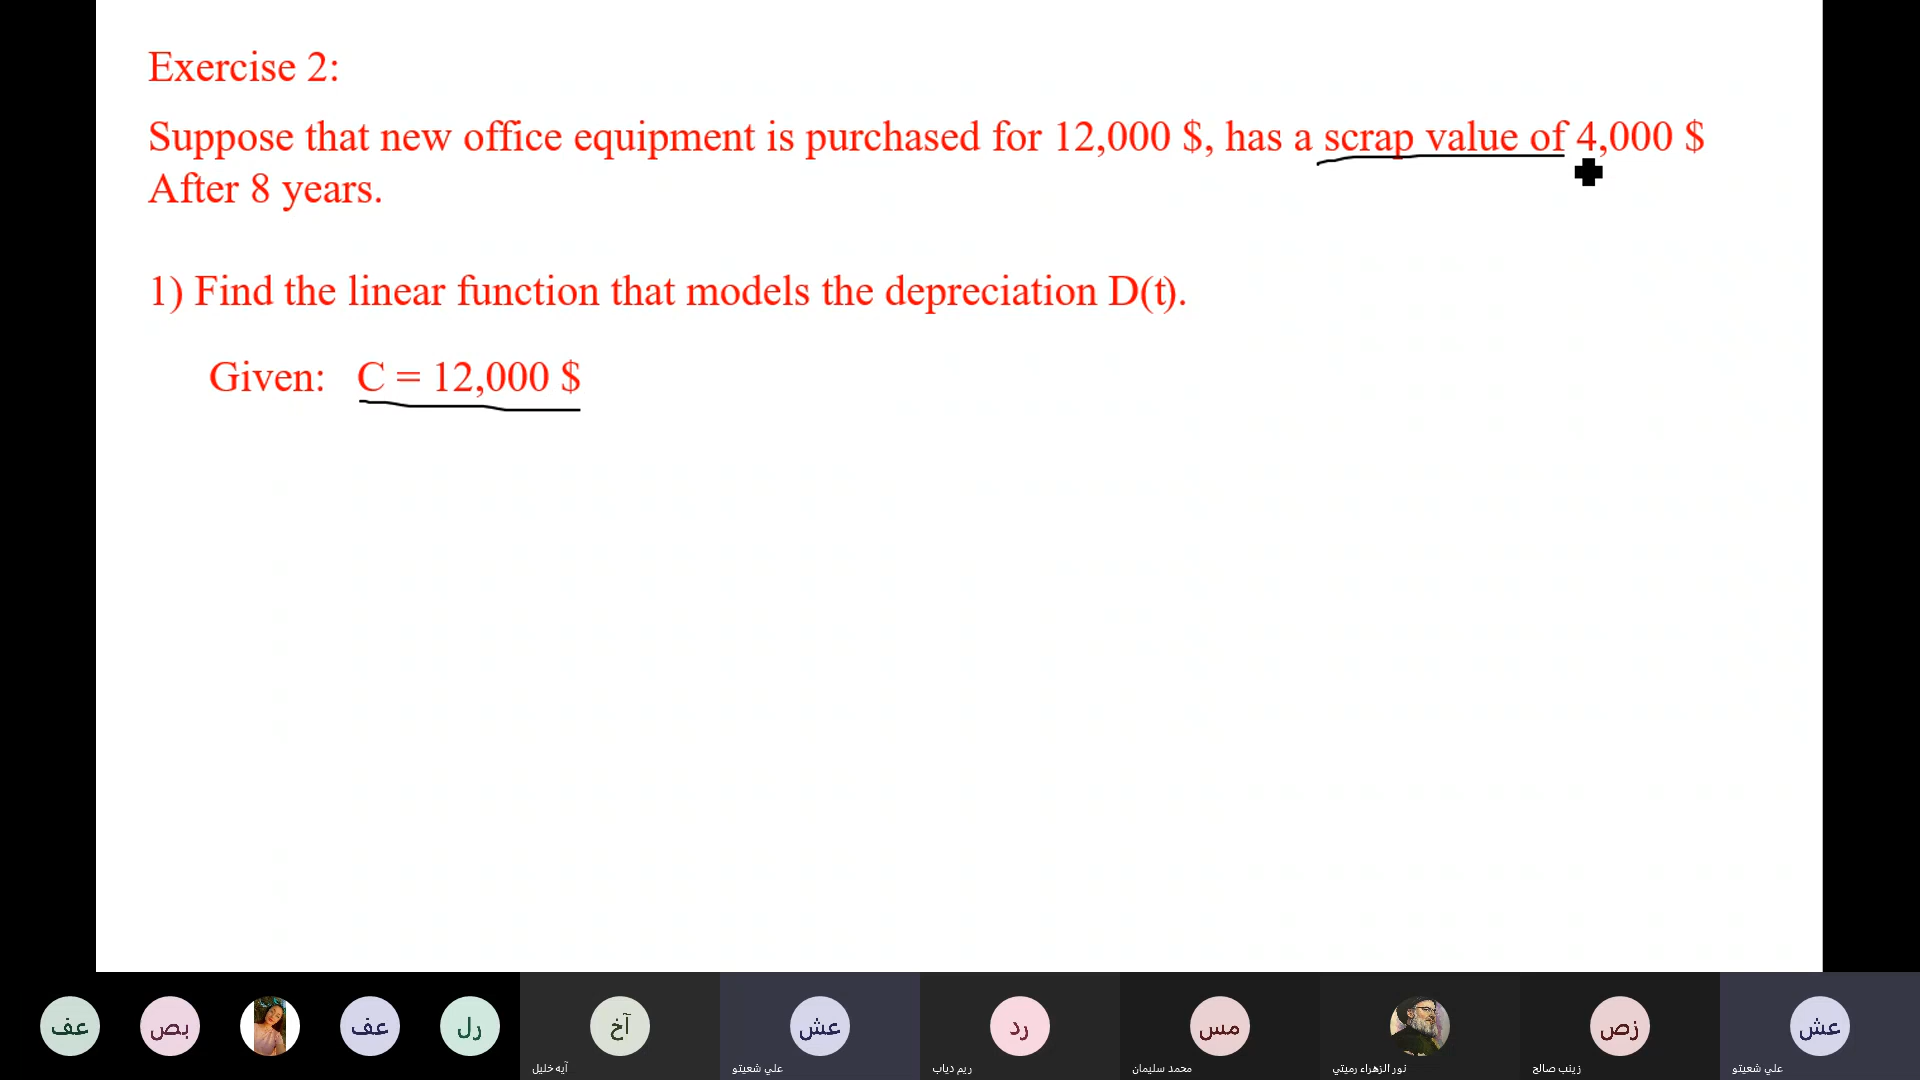 Exercise 2:
Suppose that new office equipment is purchased for 12,000 $, has a scrap value of 4,000 $
After 8 years.
1) Find the linear function that models the depreciation D(t).
Given: C = 12,000 $
عف
بص
عف
رل
آخ
عش
رد
مس
زص
عش
آيه خليل
علي شعيتو
ريم دياب
محمد سليمان
نور الزهراء رميتي
زينب صالح
علي شعيتو